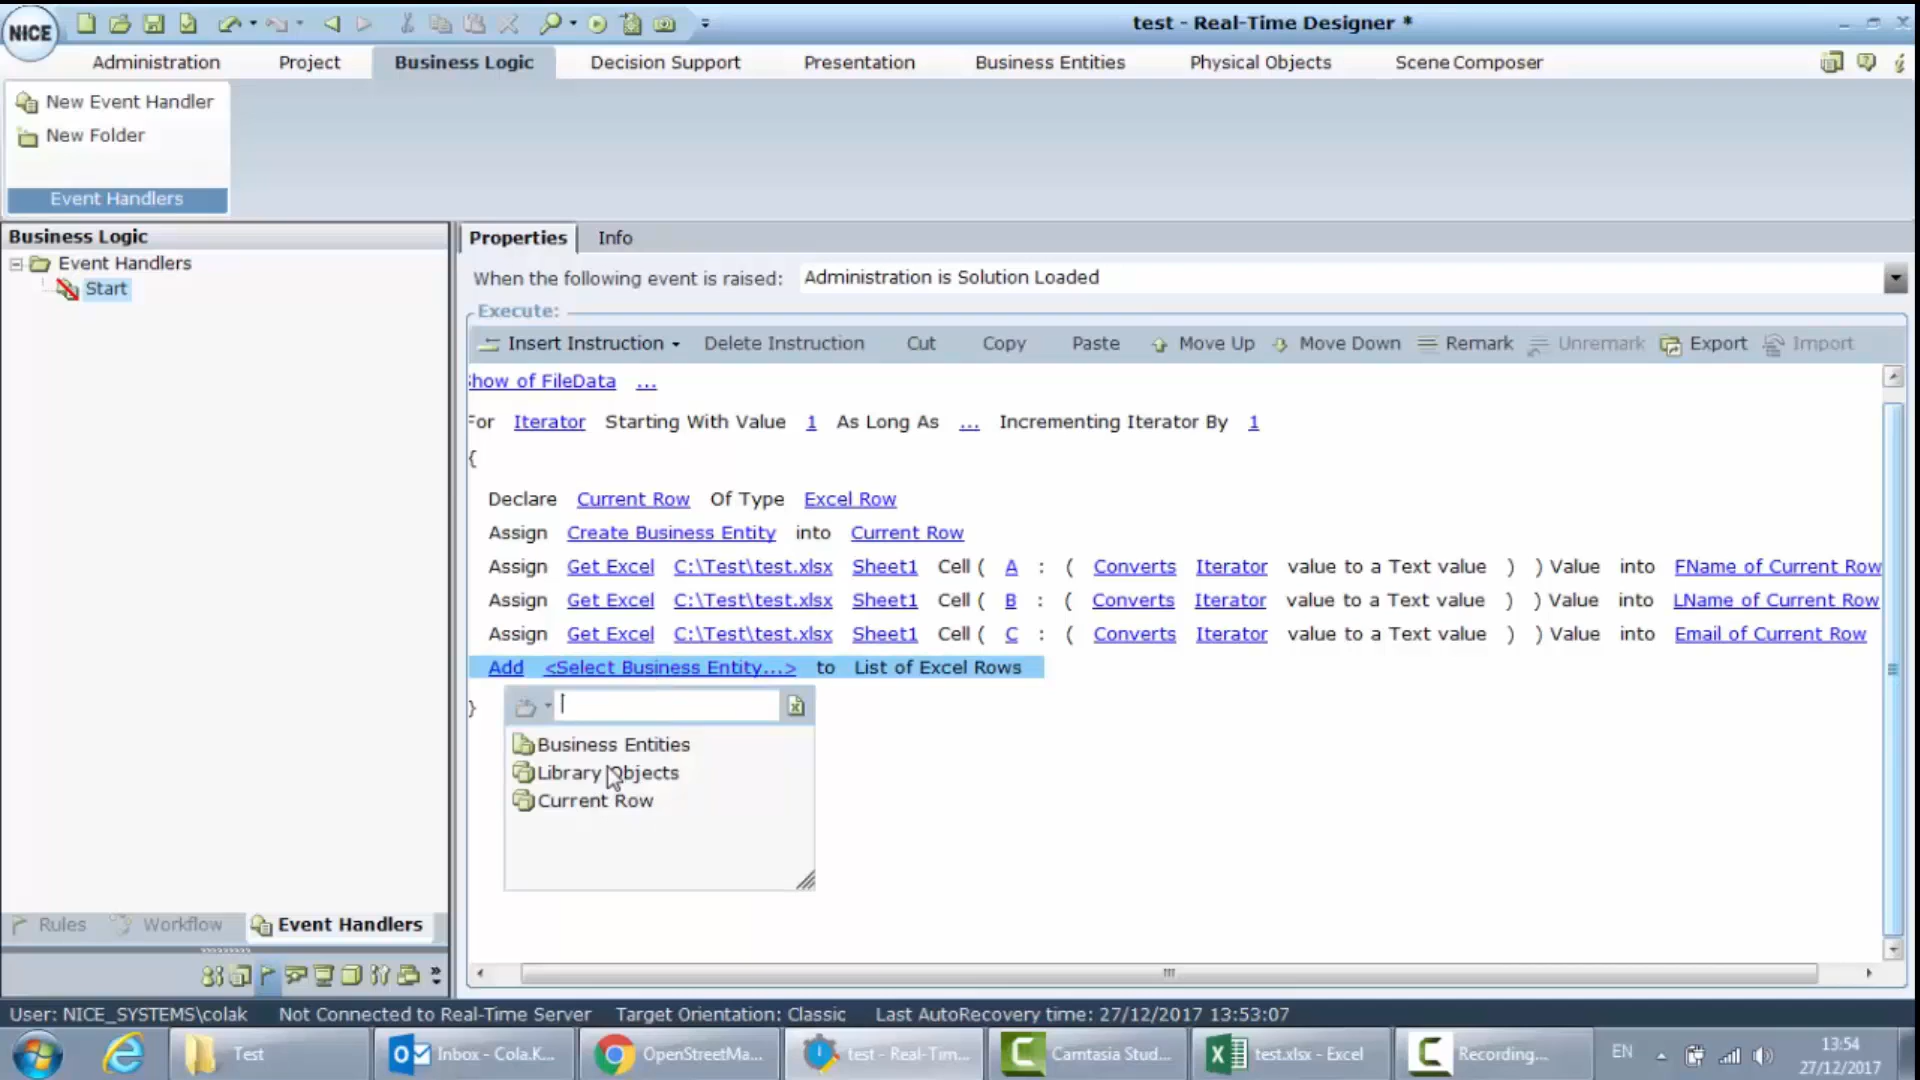 NICE
test - Real-Time Designer *
Administration Project Business Logic Decision Support Presentation Business Entities Physical Objects Scene Composer
New Event Handler
New Folder
Event Handlers
Business Logic
Event Handlers
Start
Properties Info
When the following event is raised: Administration is Solution Loaded
Execute:
Insert Instruction Delete Instruction Cut Copy Paste Move Up Move Down Remark Unremark Export Import
how of FileData ...
For Iterator Starting With Value 1 As Long As ... Incrementing Iterator By 1
{
Declare Current Row Of Type Excel Row
Assign Create Business Entity into Current Row
Assign Get Excel C:\Test\test.xlsx Sheet1 Cell ( A : ( Converts Iterator value to a Text value ) ) Value into FName of Current Row
Assign Get Excel C:\Test\test.xlsx Sheet1 Cell ( B : ( Converts Iterator value to a Text value ) ) Value into LName of Current Row
Assign Get Excel C:\Test\test.xlsx Sheet1 Cell ( C : ( Converts Iterator value to a Text value ) ) Value into Email of Current Row
Add <Select Business Entity...> to List of Excel Rows
}
Business Entities
Library Objects
Current Row
Rules Workflow Event Handlers
User: NICE_SYSTEMS\colak Not Connected to Real-Time Server Target Orientation: Classic Last AutoRecovery time: 27/12/2017 13:53:07
Test Inbox - Cola.K... OpenStreetMa... test - Real-Tim... Camtasia Stud... test.xlsx - Excel Recording... EN 13:54
27/12/2017